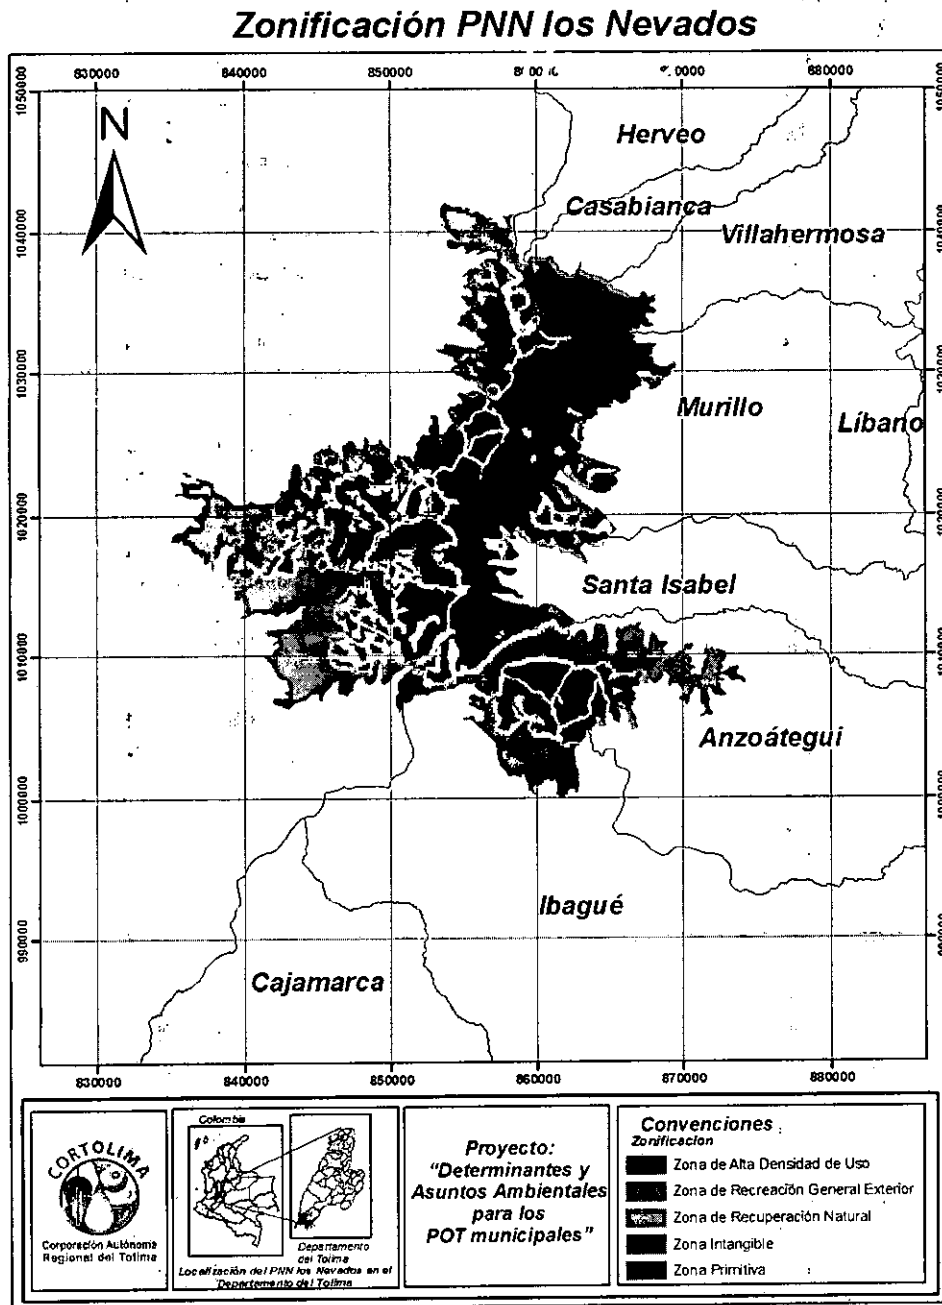 Zonificación PNN los Nevados
830000 840000 850000 880000
1050000
N
Herveo
Casabianca
Villahermosa
1040000
1030000
Murillo
Líbano
1020000
Santa Isabel
1010000
Anzoátegui
1000000
Ibagué
990000
Cajamarca
830000 840000 850000 860000 870000 880000
CORTOLIMA
Corporación Autónoma
Regional del Tolima
Colombia
Departamento
del Tolima
Localización del PNN los Nevados en el
Departamento del Tolima
Proyecto:
“Determinantes y
Asuntos Ambientales
para los
POT municipales”
Convenciones
Zonificacion
Zona de Alta Densidad de Uso
Zona de Recreación General Exterior
Zona de Recuperación Natural
Zona Intangible
Zona Primitiva